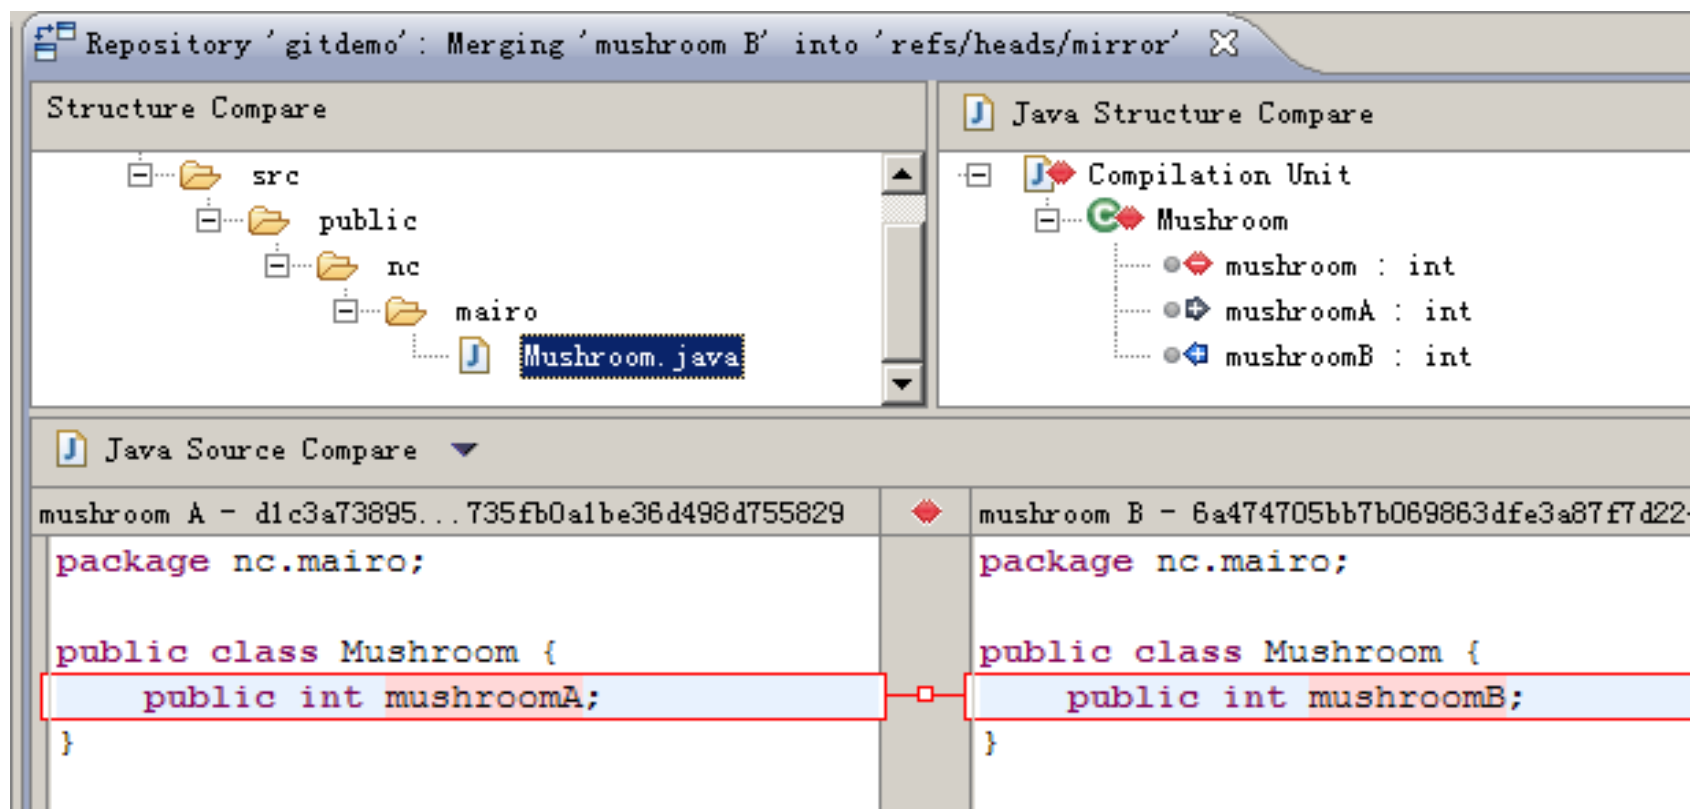 Repository 'gitdemo': Merging 'mushroom B' into 'refs/heads/mirror'
Structure Compare
src
public
nc
mairo
Mushroom.java
Java Structure Compare
Compilation Unit
Mushroom
mushroom : int
mushroomA : int
mushroomB : int
Java Source Compare
mushroom A - d1c3a73895...735fb0a1be36d498d755829
package nc.mairo;
public class Mushroom {
public int mushroomA;
}
mushroom B - 6a474705bb7b069863dfe3a87f7d22
package nc.mairo;
public class Mushroom {
public int mushroomB;
}